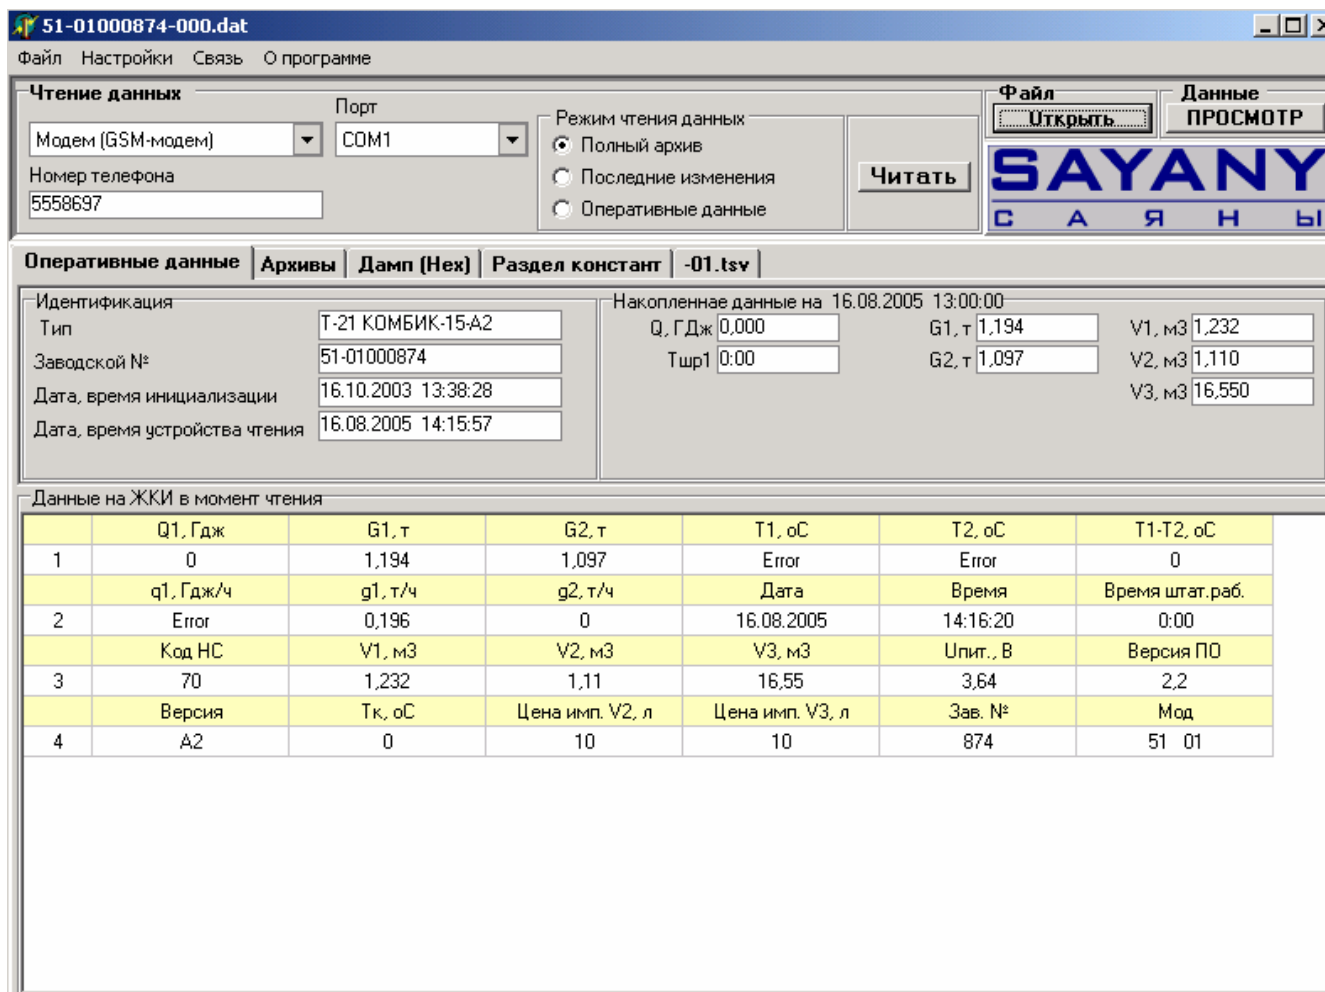 51-01000874-000.dat
Файл Настройки Связь О программе
Чтение данных
Порт
Модем (GSM-модем)
COM1
Номер телефона
5558697
Режим чтения данных
Полный архив
Последние изменения
Оперативные данные
Читать
Файл
Открыть
Данные
ПРОСМОТР
SAYANY
САЯНЫ
Оперативные данные Архивы Дамп (Hex) Раздел констант -01.tsv
Идентификация
Тип Т-21 КОМБИК-15-А2
Заводской № 51-01000874
Дата, время инициализации 16.10.2003 13:38:28
Дата, время устройства чтения 16.08.2005 14:15:57
Накопленнае данные на 16.08.2005 13:00:00
Q, ГДж 0,000 G1, т 1,194 V1, м3 1,232
Тшр1 0:00 G2, т 1,097 V2, м3 1,110
V3, м3 16,550
Данные на ЖКИ в момент чтения
Q1, Гдж G1, т G2, т T1, оС T2, оС T1-T2, оС
1 0 1,194 1,097 Error Error 0
q1, Гдж/ч g1, т/ч g2, т/ч Дата Время Время штат.раб.
2 Error 0,196 0 16.08.2005 14:16:20 0:00
Код НС V1, м3 V2, м3 V3, м3 Uпит., В Версия ПО
3 70 1,232 1,11 16,55 3,64 2,2
Версия Тк, оС Цена имп. V2, л Цена имп. V3, л Зав. № Мод
4 A2 0 10 10 874 51 01